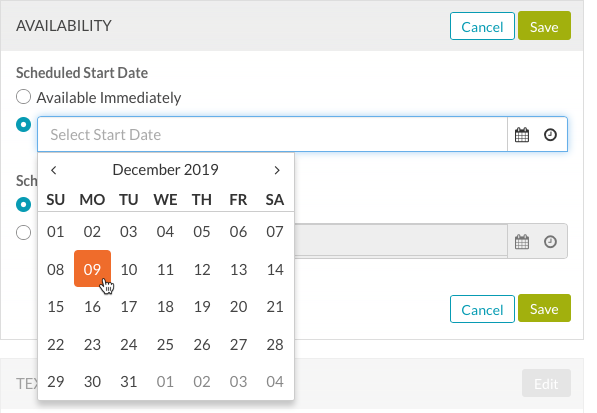 AVAILABILITY Cancel Save
Scheduled Start Date
Available Immediately
Select Start Date
December 2019
SU MO TU WE TH FR SA
01 02 03 04 05 06 07
08 09 10 11 12 13 14
15 16 17 18 19 20 21
22 23 24 25 26 27 28
29 30 31 01 02 03 04
Cancel Save
Edit